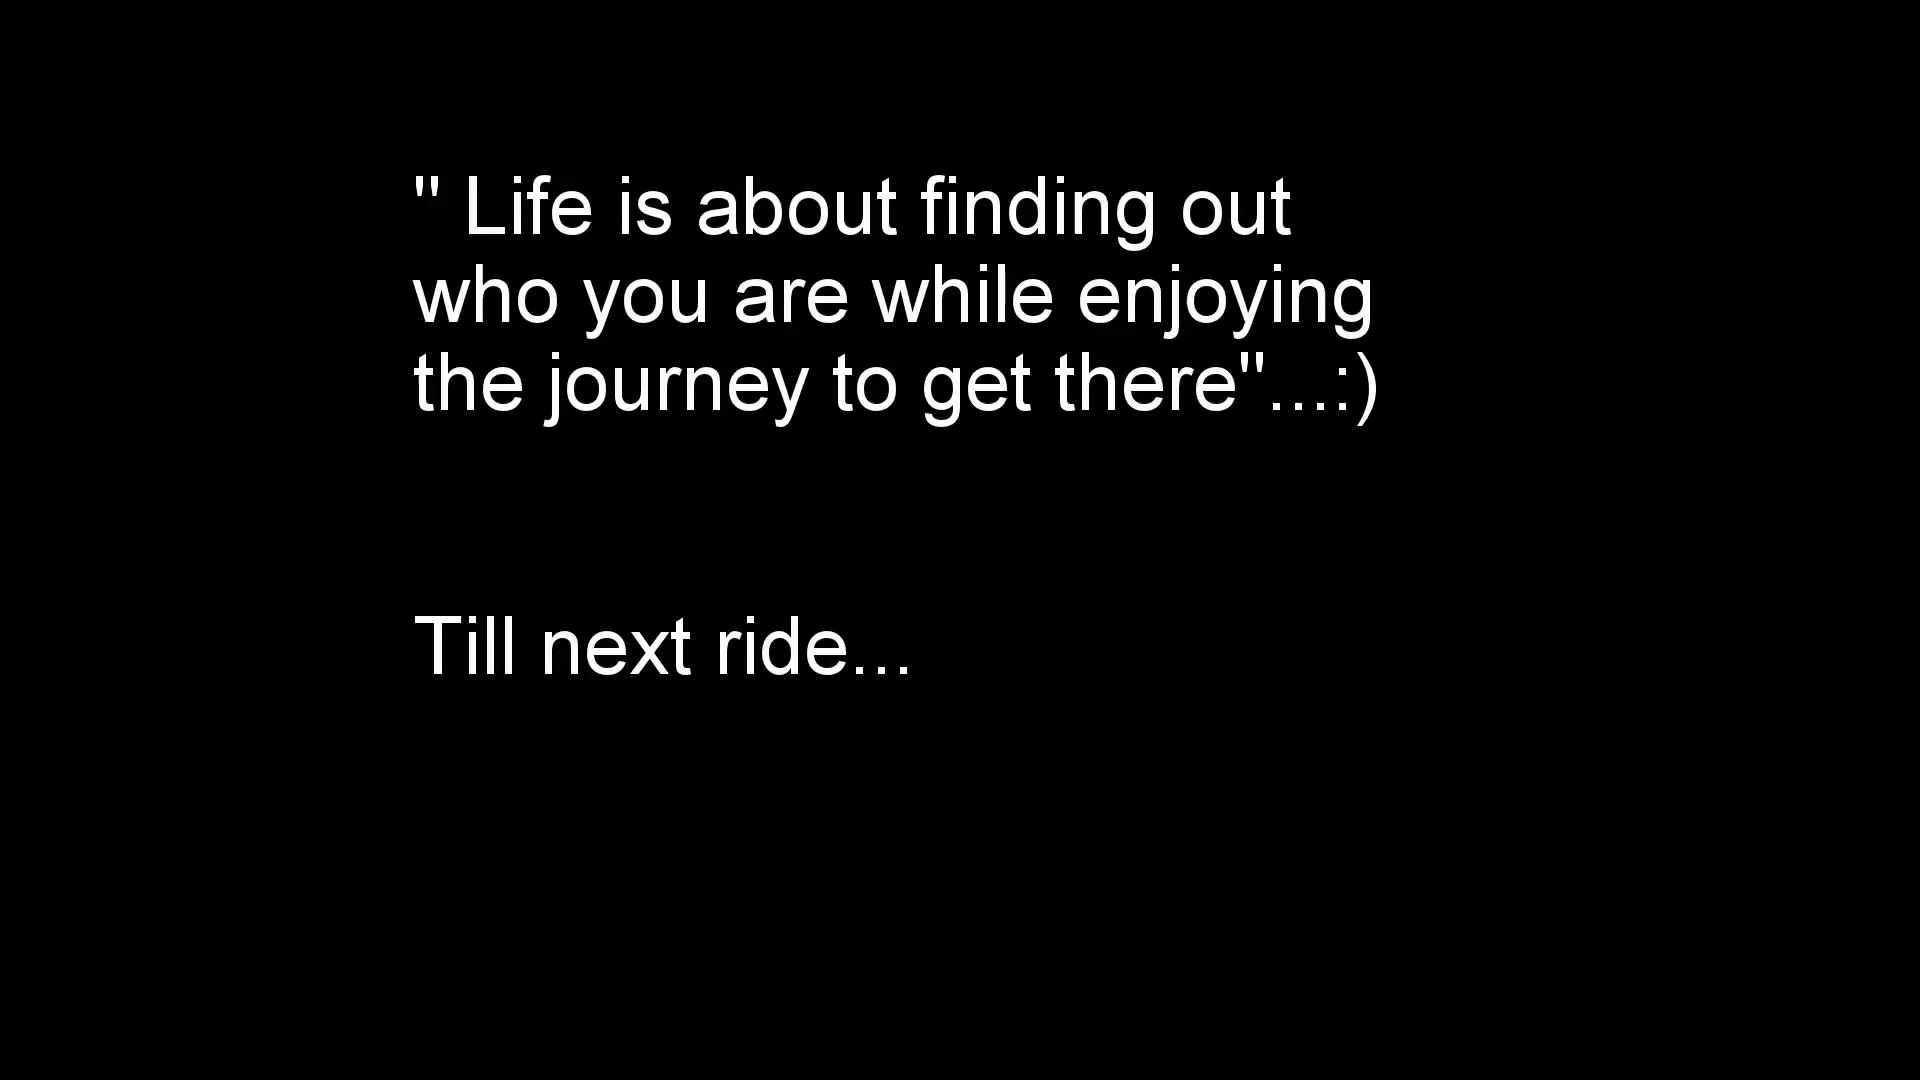 " Life is about finding out
who you are while enjoying
the journey to get there"...:)
Till next ride...